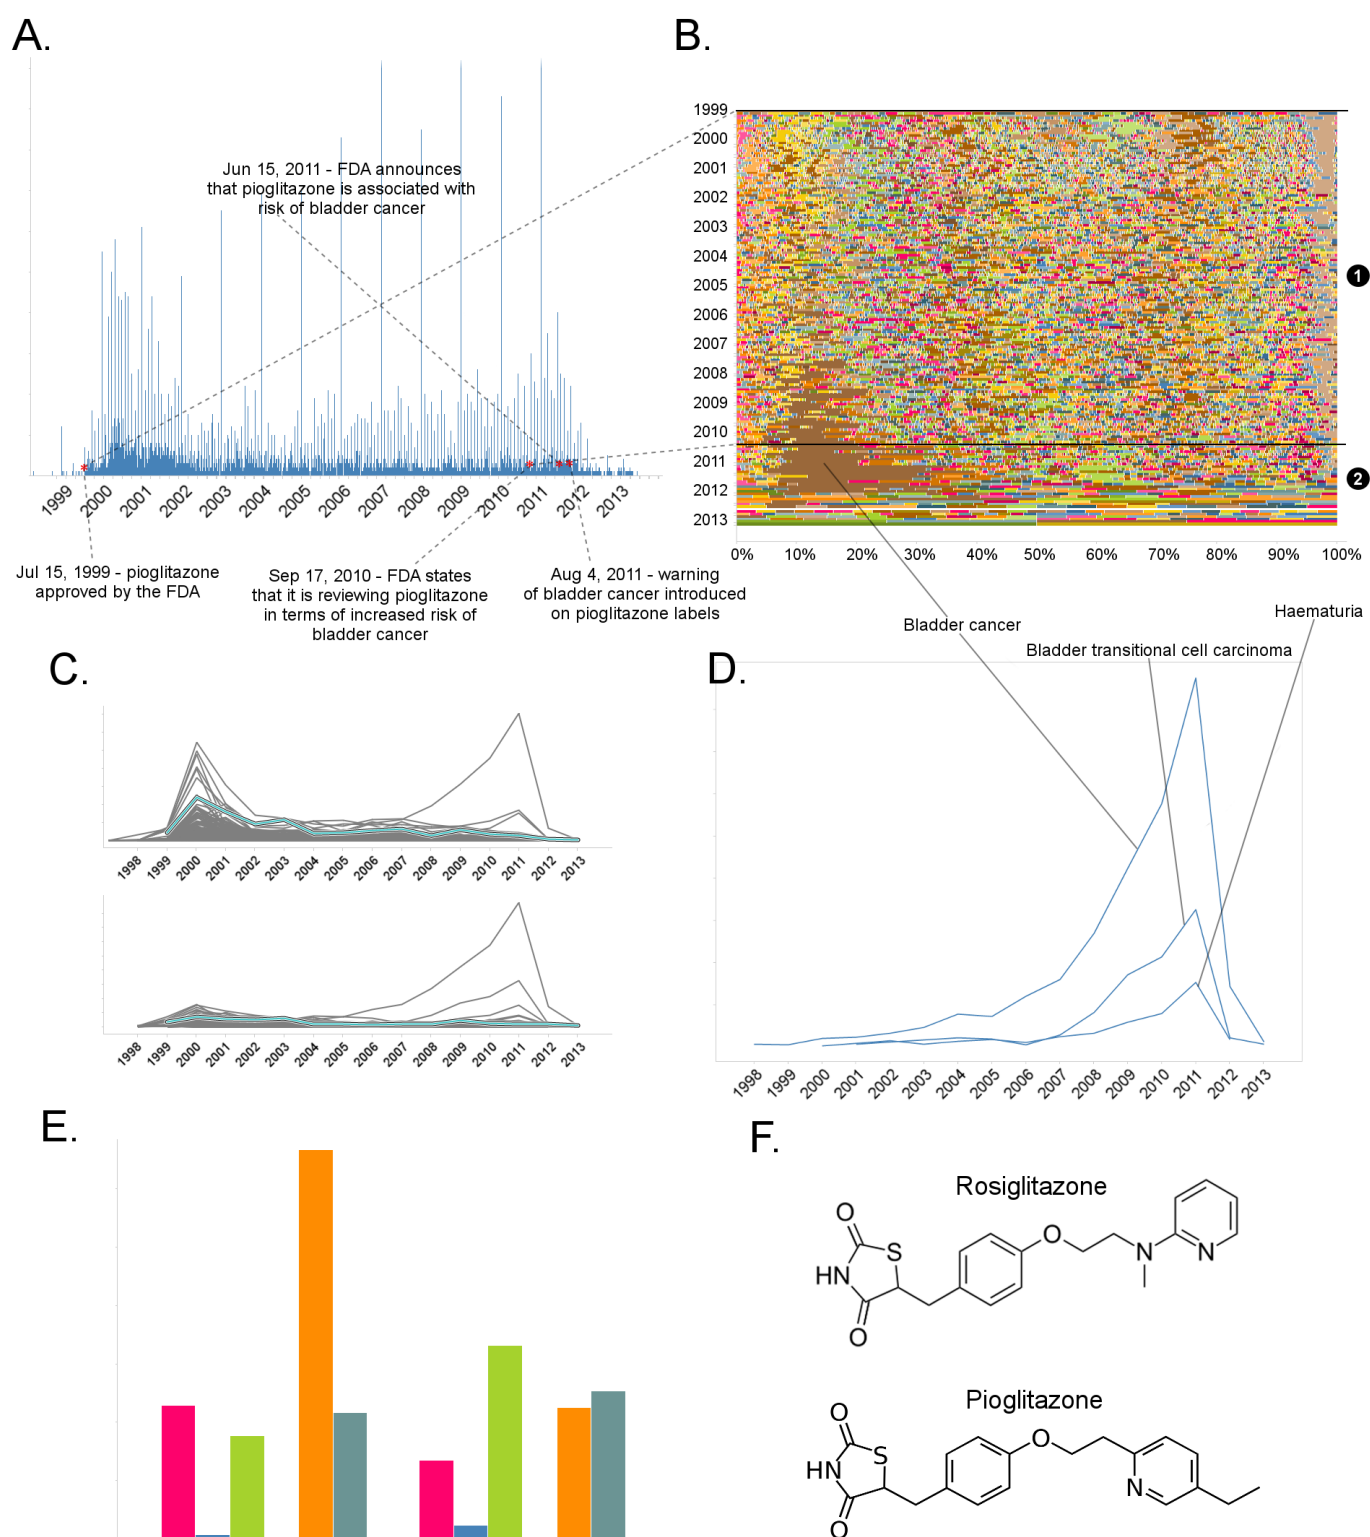 A.
Jun 15, 2011 - FDA announces
that pioglitazone is associated with
risk of bladder cancer
1999 2000 2001 2002 2003 2004 2005 2006 2007 2008 2009 2010 2011 2012 2013
Jul 15, 1999 - pioglitazone
approved by the FDA
Sep 17, 2010 - FDA states
that it is reviewing pioglitazone
in terms of increased risk of
bladder cancer
Aug 4, 2011 - warning
of bladder cancer introduced
on pioglitazone labels
B.
1999
2000
2001
2002
2003
2004
2005
2006
2007
2008
2009
2010
2011
2012
2013
1
2
0% 10% 20% 30% 40% 50% 60% 70% 80% 90% 100%
Bladder cancer
Bladder transitional cell carcinoma
Haematuria
C.
1998 1999 2000 2001 2002 2003 2004 2005 2006 2007 2008 2009 2010 2011 2012 2013
1998 1999 2000 2001 2002 2003 2004 2005 2006 2007 2008 2009 2010 2011 2012 2013
D.
1998 1999 2000 2001 2002 2003 2004 2005 2006 2007 2008 2009 2010 2011 2012 2013
E.
F.
Rosiglitazone
O
S
HN
O
O
N
N
Pioglitazone
O
S
HN
O
O
N